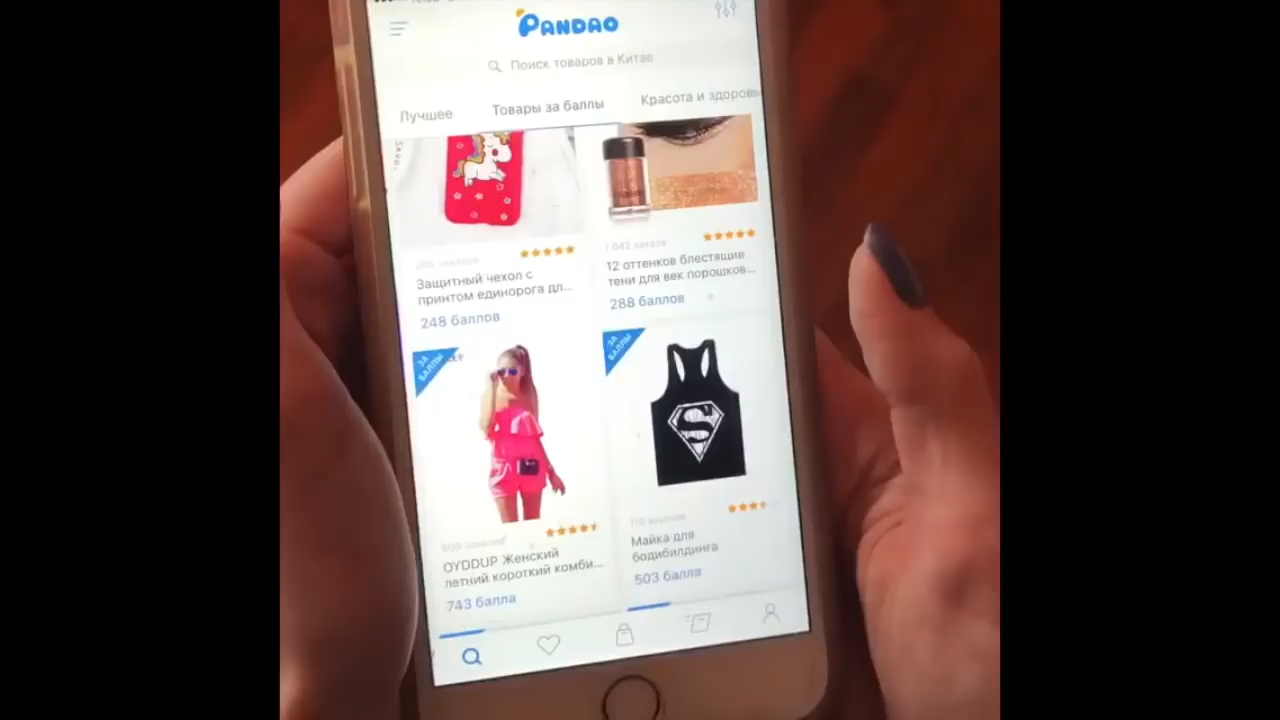 PANDAO
Поиск товаров в Китае
Лучшее Товары за баллы Красота и здоровь
1 042 заказа
Защитный чехол с
принтом единорога дл...
248 баллов
12 оттенков блестящие
тени для век порошков...
288 баллов
ЗА
БАЛЛЫ
ЗА
БАЛЛЫ
S
OYDDUP Женский
летний короткий комби...
743 балла
Майка для
бодибилдинга
503 балла